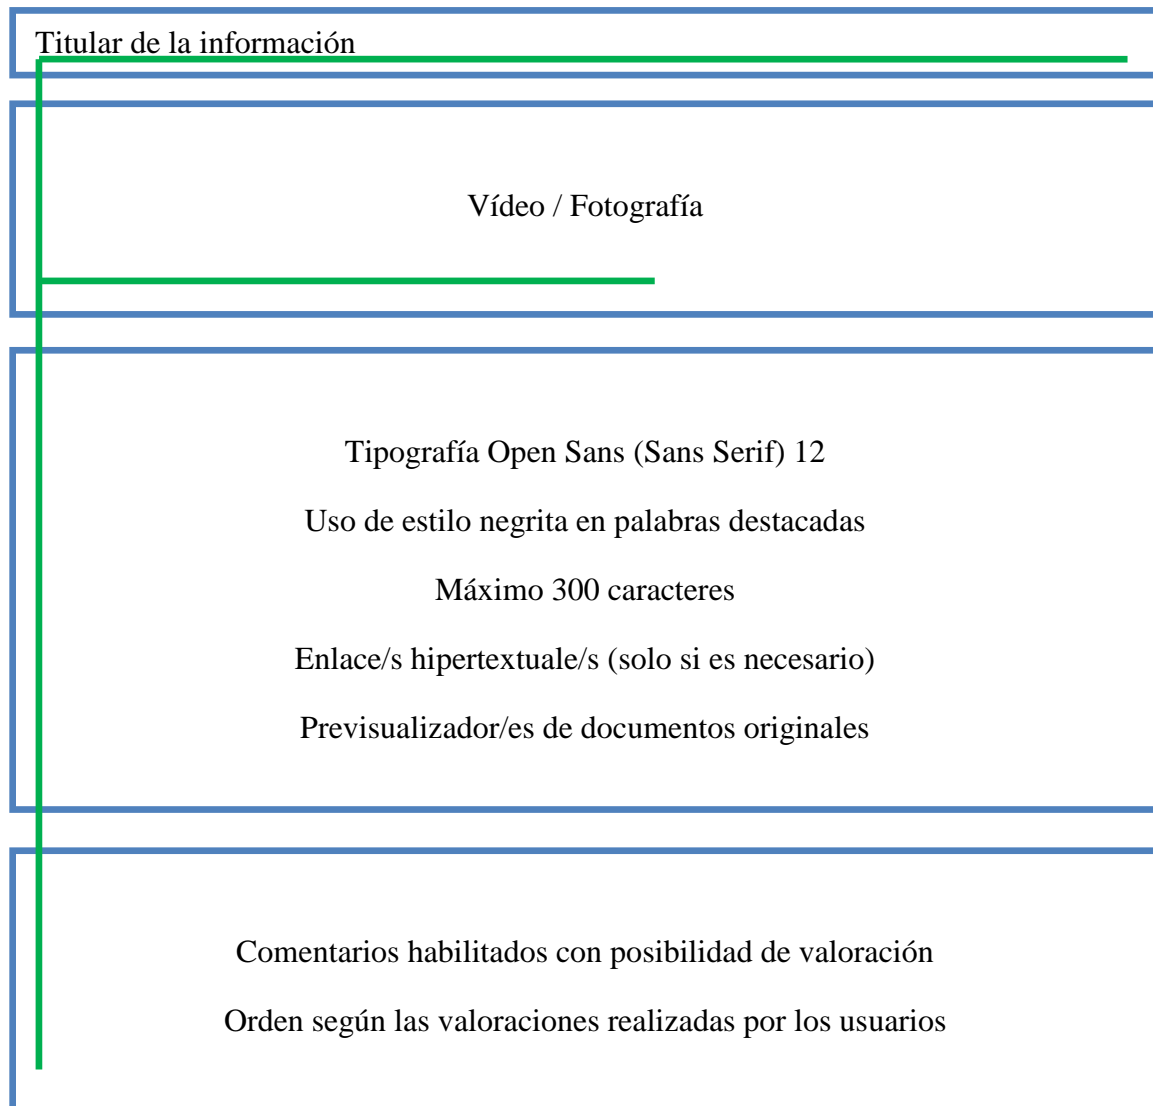 Titular de la información
Vídeo / Fotografía
Tipografía Open Sans (Sans Serif) 12
Uso de estilo negrita en palabras destacadas
Máximo 300 caracteres
Enlace/s hipertextuale/s (solo si es necesario)
Previsualizador/es de documentos originales
Comentarios habilitados con posibilidad de valoración
Orden según las valoraciones realizadas por los usuarios